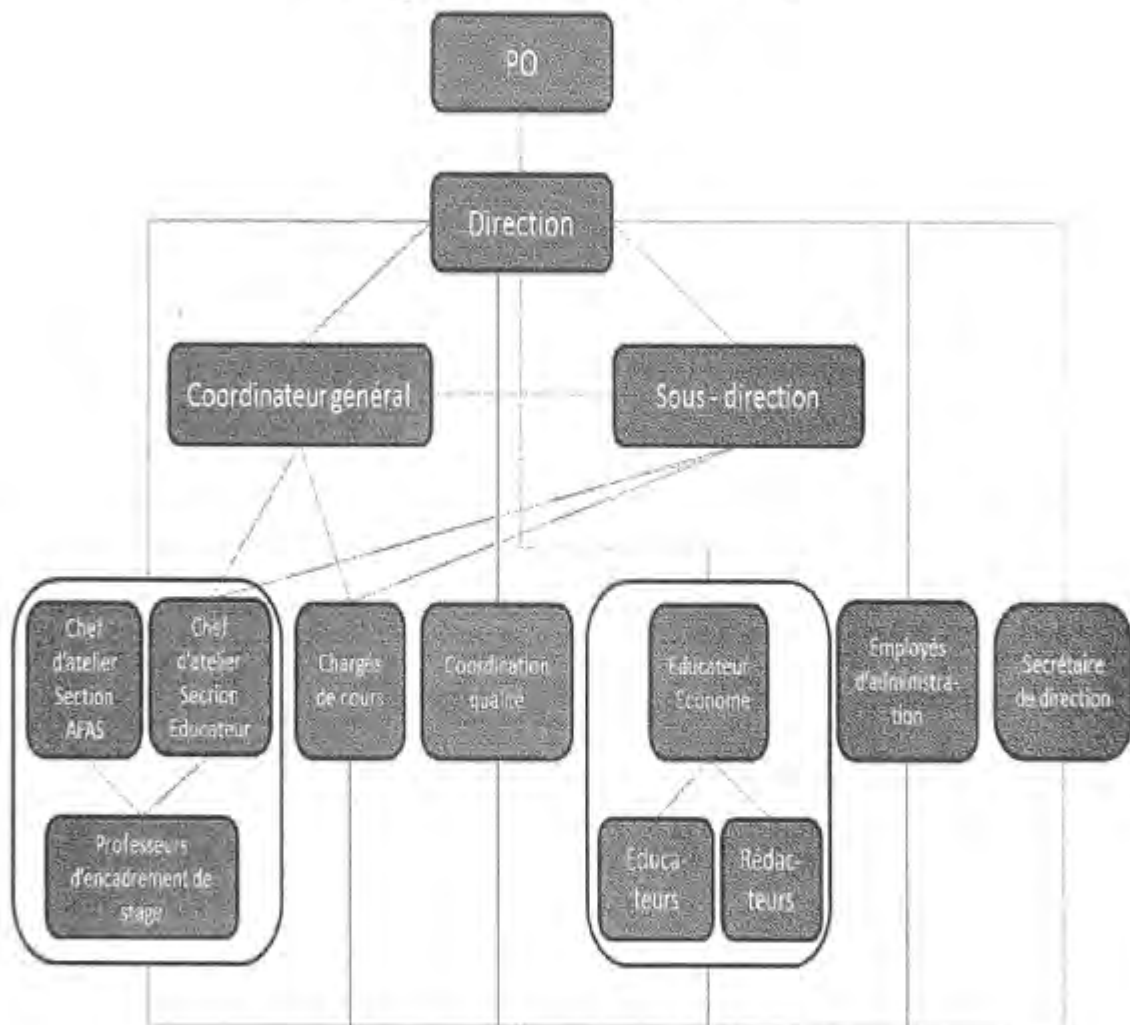 PO
Direction
Coordinateur général
Sous - direction
Chef
d'atelier
Section
AFAS
Chef
d'atelier
Section
Educateur
Chargés
de cours
Coordination
qualité
Educateur
Econome
Employés
d'administra-
tion
Secrétaire
de direction
Professeurs
d'encadrement de
stage
Educa-
teurs
Rédac-
teurs